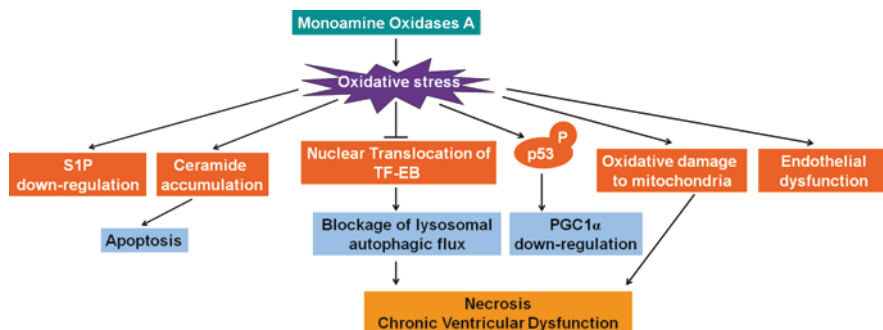 Monoamine Oxidases A
Oxidative stress
S1P
down-regulation
Ceramide
accumulation
Nuclear Translocation of
TF-EB
p53
P
Oxidative damage
to mitochondria
Endothelial
dysfunction
Apoptosis
Blockage of lysosomal
autophagic flux
PGC1α
down-regulation
Necrosis
Chronic Ventricular Dysfunction